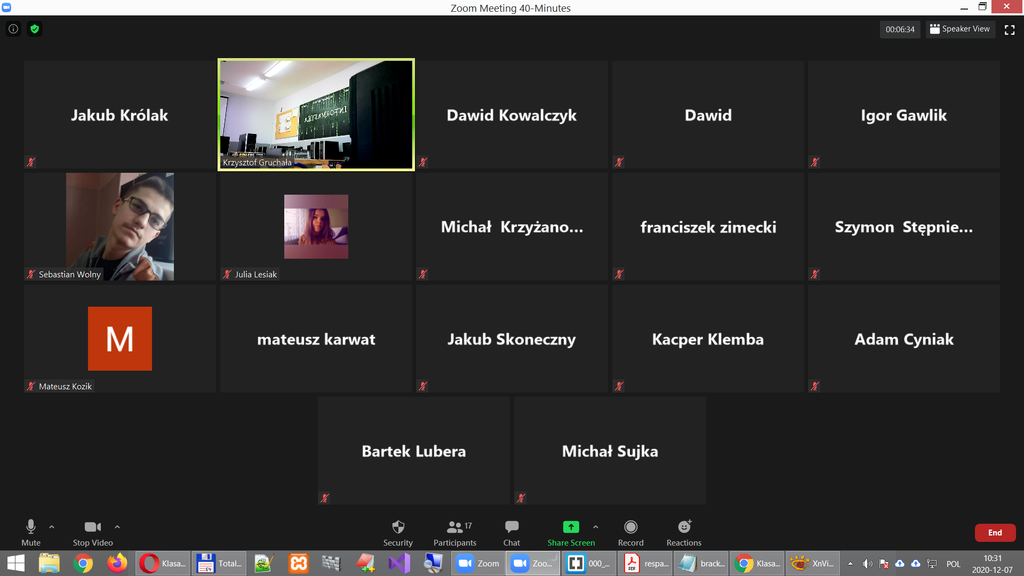 Zoom Meeting 40-Minutes
00:06:34
Speaker View
Jakub Królak
INFORMATYKA
Krzysztof Gruchała
Dawid Kowalczyk
Dawid
Igor Gawlik
Sebastian Wolny
Julia Lesiak
Michał Krzyżano...
franciszek zimecki
Szymon Stępnie...
M
Mateusz Kozik
mateusz karwat
Jakub Skoneczny
Kacper Klemba
Adam Cyniak
Bartek Lubera
Michał Sujka
Mute
Stop Video
Security
Participants
17
Chat
Share Screen
Record
Reactions
End
Klasa...
Total...
Zoom
Zoo...
000_...
respa...
brack...
Klasa...
XnVi...
POL
10:31
2020-12-07